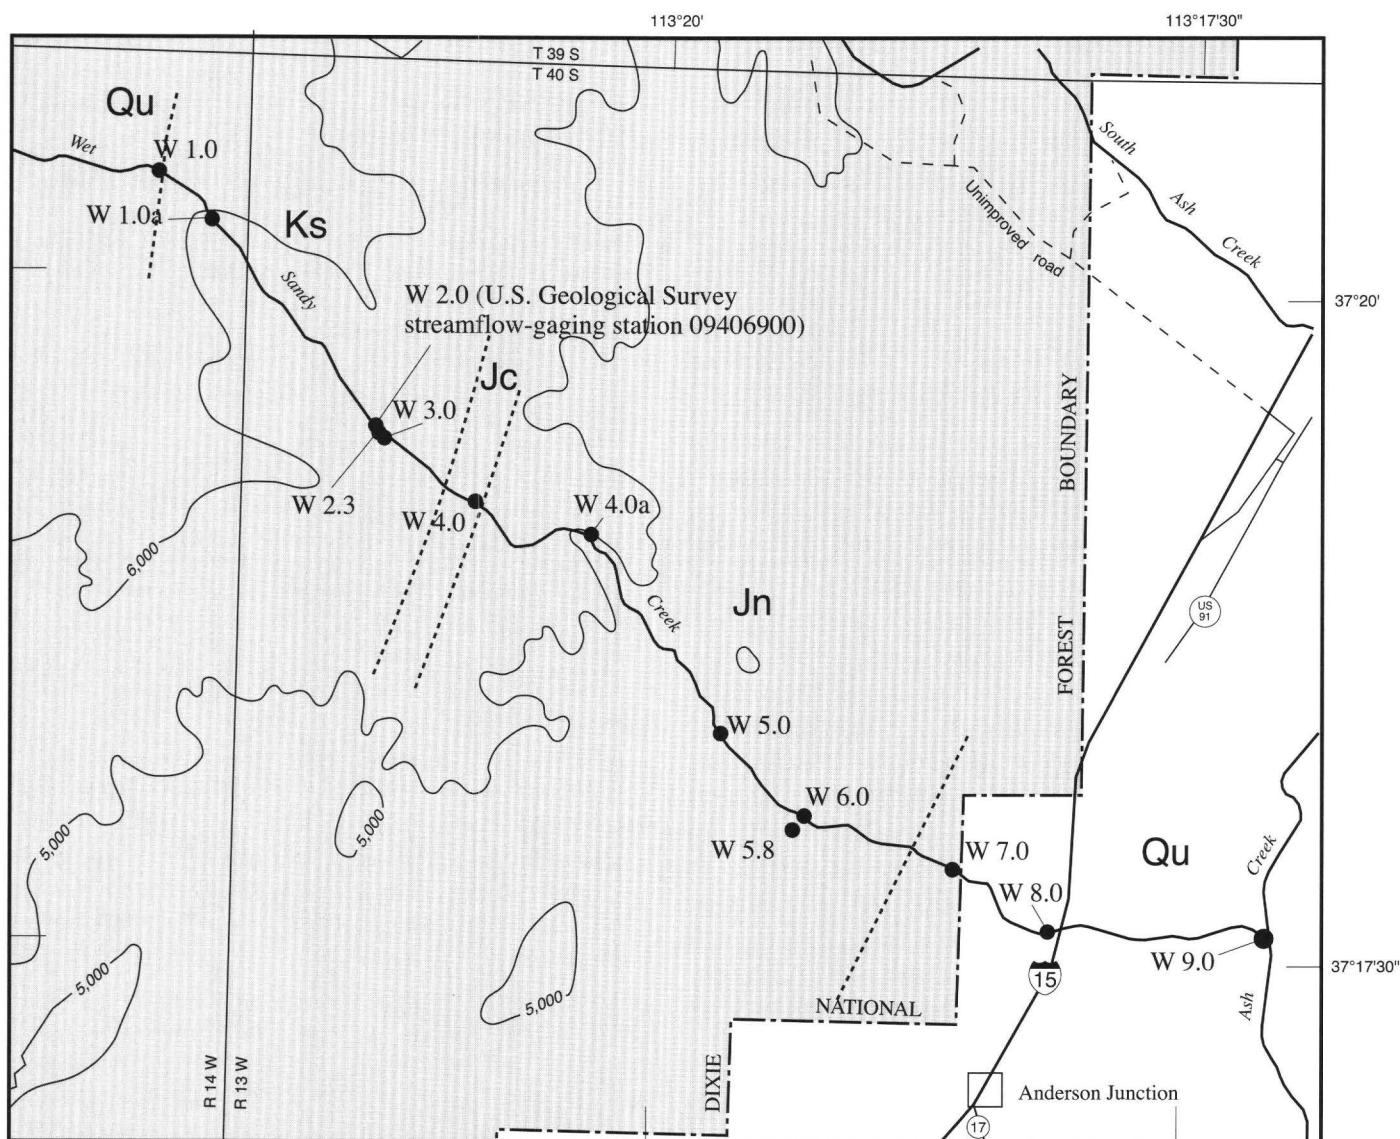 113°20'
113°17'30"
T 39 S
T 40 S
Qu
Wet
W 1.0
South
W 1.0a
Ks
Unimproved road
Ash
Creek
Sandy
W 2.0 (U.S. Geological Survey
streamflow-gaging station 09406900)
37°20'
Jc
BOUNDARY
W 3.0
W 2.3
W 4.0
W 4.0a
6,000
Creek
Jn
US
91
FOREST
W 5.0
W 6.0
5,000
5,000
W 5.8
W 7.0
Qu
Creek
W 8.0
W 9.0
37°17'30"
15
5,000
5,000
NATIONAL
Ash
R 14 W
R 13 W
DIXIE
Anderson Junction
17